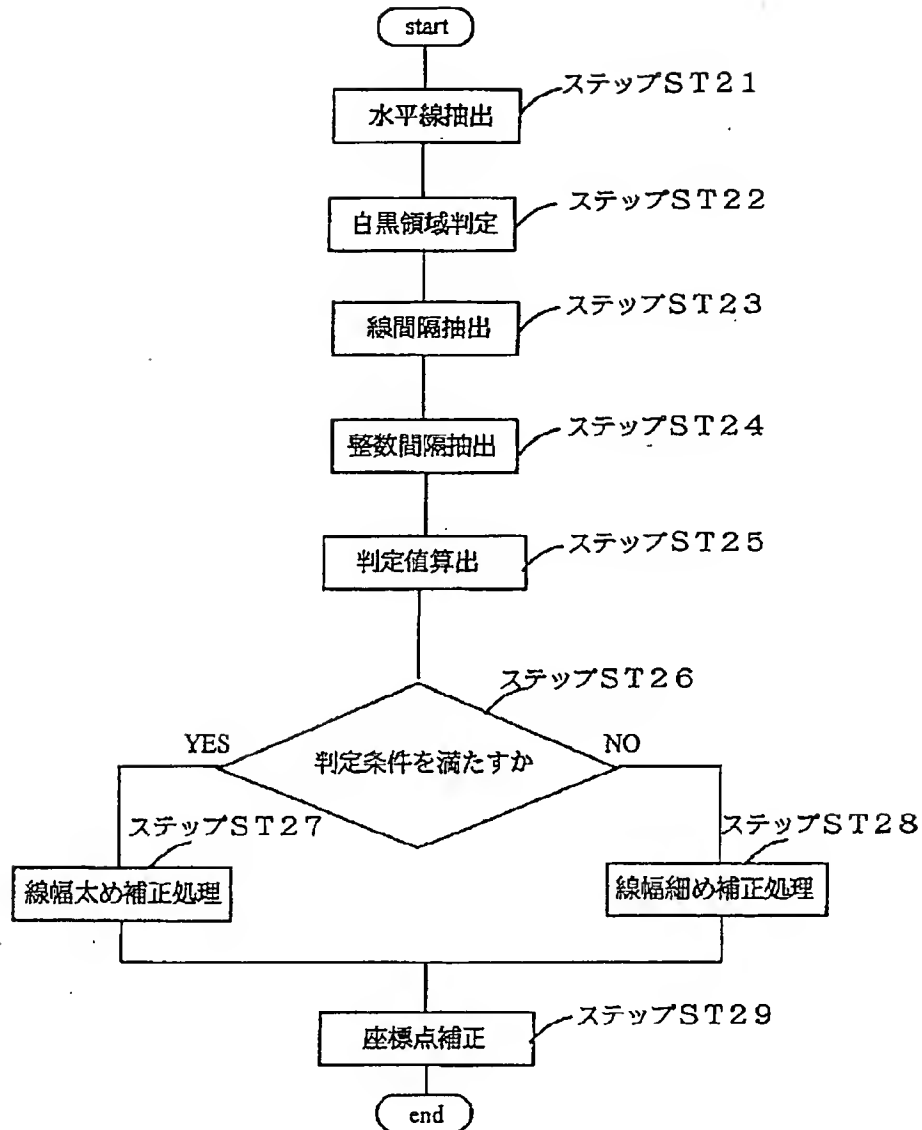 start
ステップST21
水平線抽出
ステップST22
白黒領域判定
ステップST23
線間隔抽出
ステップST24
整数間隔抽出
ステップST25
判定値算出
ステップST26
YES
判定条件を満たすか
NO
ステップST27
ステップST28
線幅太め補正処理
線幅細め補正処理
ステップST29
座標点補正
end